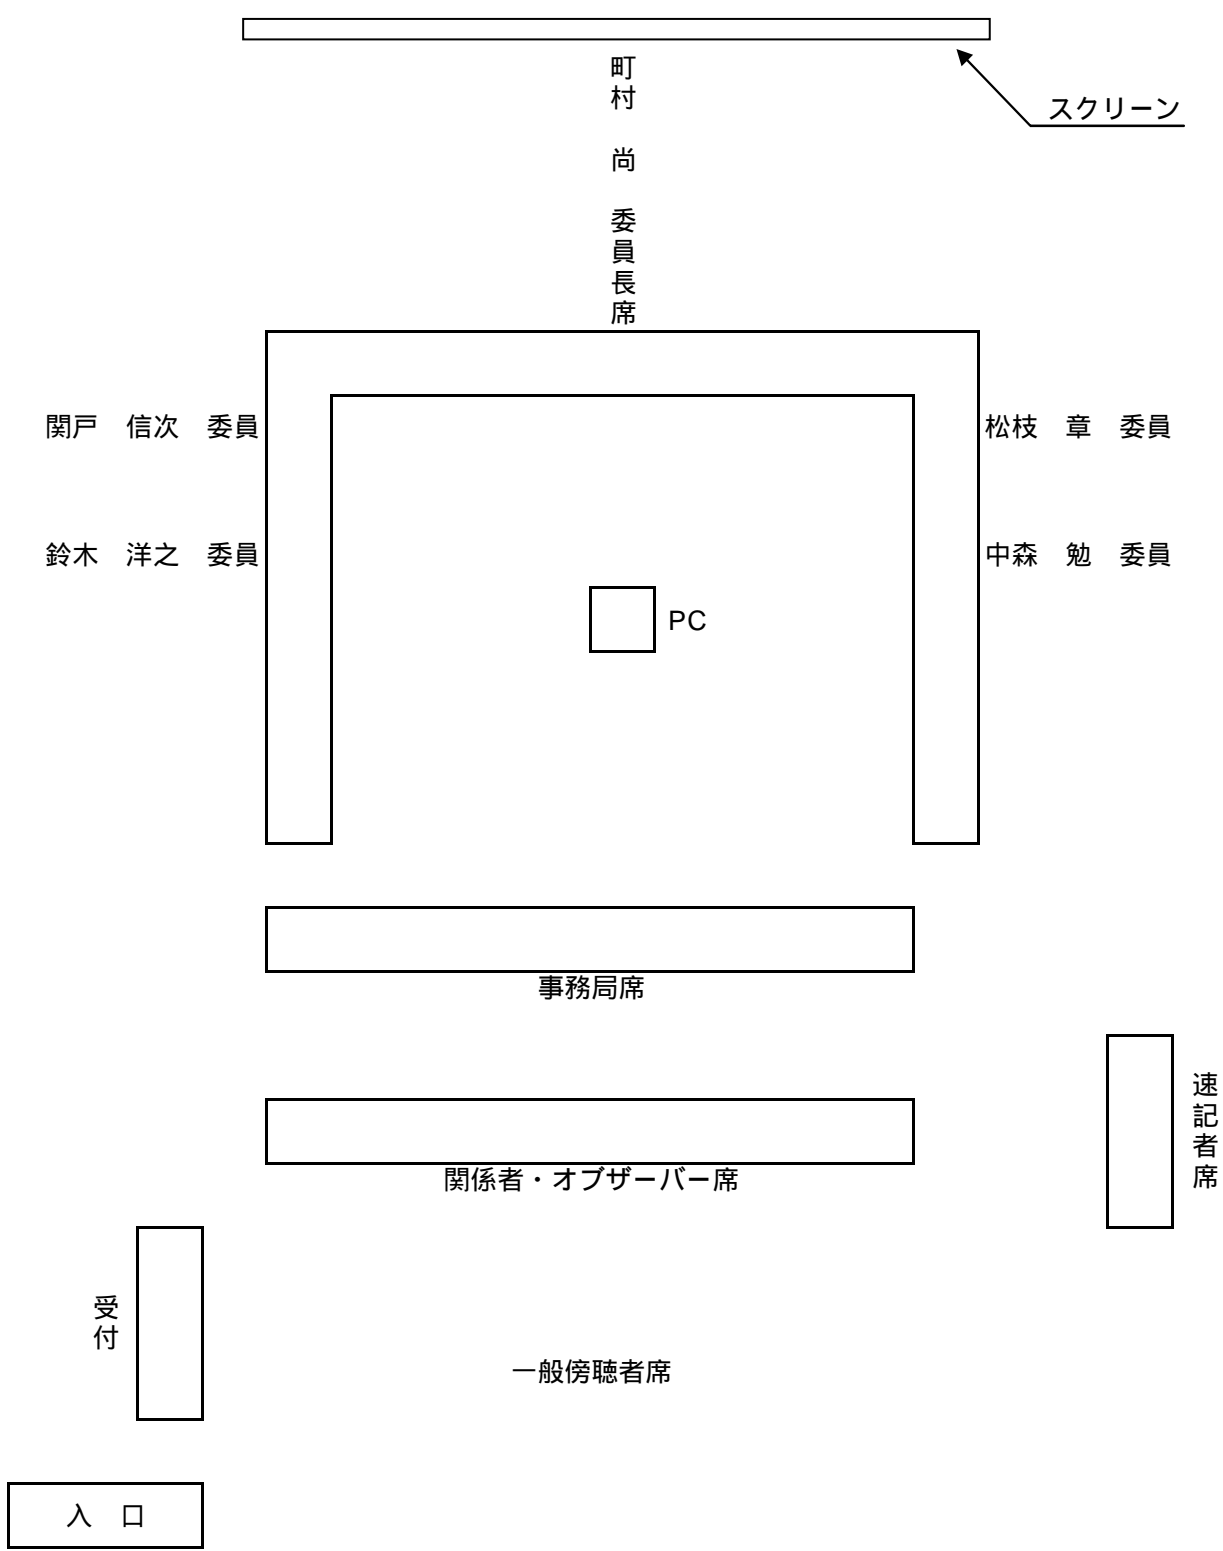 スクリーン
町村　尚　委員長席
関戸　信次　委員
松枝　章　委員
鈴木　洋之　委員
中森　勉　委員
PC
事務局席
速記者席
関係者・オブザーバー席
受付
一般傍聴者席
入　口